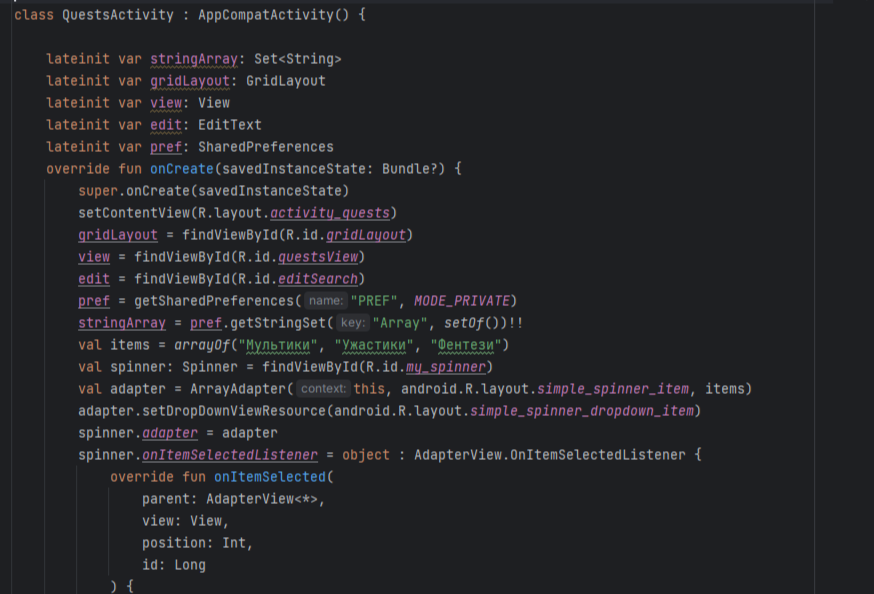 class QuestsActivity : AppCompatActivity() {
lateinit var stringArray: Set<String>
lateinit var gridLayout: GridLayout
lateinit var view: View
lateinit var edit: EditText
lateinit var pref: SharedPreferences
override fun onCreate(savedInstanceState: Bundle?) {
super.onCreate(savedInstanceState)
setContentView(R.layout.activity_quests)
gridLayout = findViewById(R.id.gridLayout)
view = findViewById(R.id.questsView)
edit = findViewById(R.id.editSearch)
pref = getSharedPreferences( name: "PREF", MODE_PRIVATE)
stringArray = pref.getStringSet( key: "Array", setOf())!!
val items = arrayOf("Мультики", "Ужастики", "Фентези")
val spinner: Spinner = findViewById(R.id.my_spinner)
val adapter = ArrayAdapter( context: this, android.R.layout.simple_spinner_item, items)
adapter.setDropDownViewResource(android.R.layout.simple_spinner_dropdown_item)
spinner.adapter = adapter
spinner.onItemSelectedListener = object : AdapterView.OnItemSelectedListener {
override fun onItemSelected(
parent: AdapterView<*>,
view: View,
position: Int,
id: Long
) {